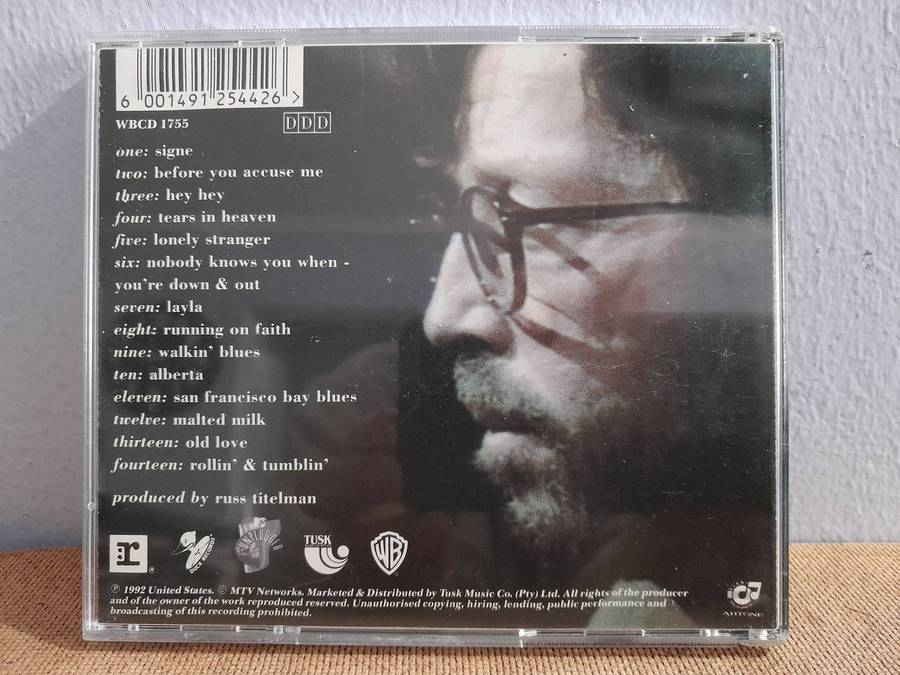 6 001491 254426 >
WBCD 1755
DDD
one: signe
two: before you accuse me
three: hey hey
four: tears in heaven
five: lonely stranger
six: nobody knows you when -
you're down & out
seven: layla
eight: running on faith
nine: walkin' blues
ten: alberta
eleven: san francisco bay blues
twelve: malted milk
thirteen: old love
fourteen: rollin' & tumblin'
produced by russ titelman
r
DUCK RECORDS
UNPLUGGED
TUSK
WB
℗ 1992 United States. © MTV Networks. Marketed & Distributed by Tusk Music Co. (Pty) Ltd. All rights of the producer
and of the owner of the work reproduced reserved. Unauthorised copying, hiring, lending, public performance and
broadcasting of this recording prohibited.
ARTONE